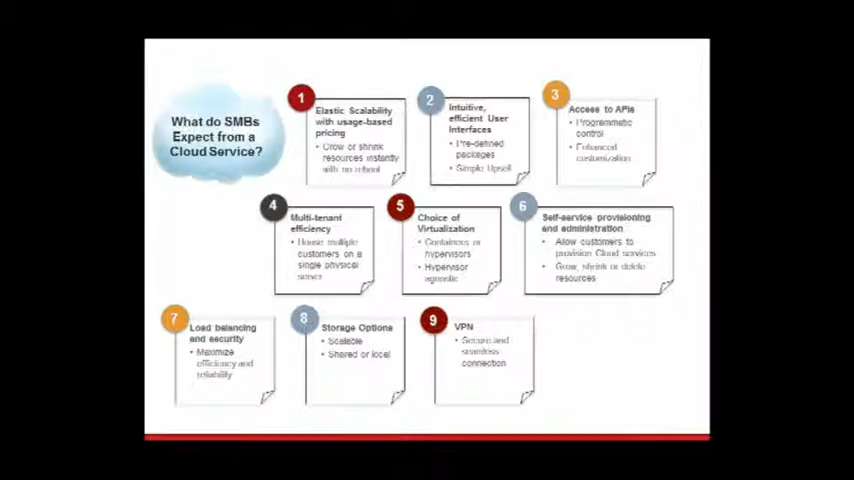 What do SMBs
Expect from a
Cloud Service?
1
Elastic Scalability
with usage-based
pricing
• Grow or shrink
resources instantly
with no reboot
2
Intuitive,
efficient User
Interfaces
• Pre-defined
packages
• Simple Upsell
3
Access to APIs
• Programmatic
control
• Enhanced
customization
4
Multi-tenant
efficiency
• House multiple
customers on a
single physical
server
5
Choice of
Virtualization
• Containers or
hypervisors
• Hypervisor
agnostic
6
Self-service provisioning
and administration
• Allow customers to
provision Cloud services
• Grow, shrink or delete
resources
7
Load balancing
and security
• Maximize
efficiency and
reliability
8
Storage Options
• Scalable
• Shared or local
9
VPN
• Secure and
seamless
connection